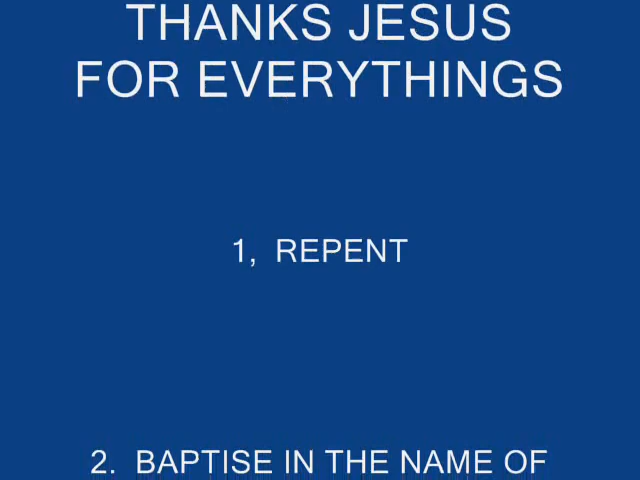 THANKS JESUS
FOR EVERYTHINGS
1,  REPENT
2.  BAPTISE IN THE NAME OF